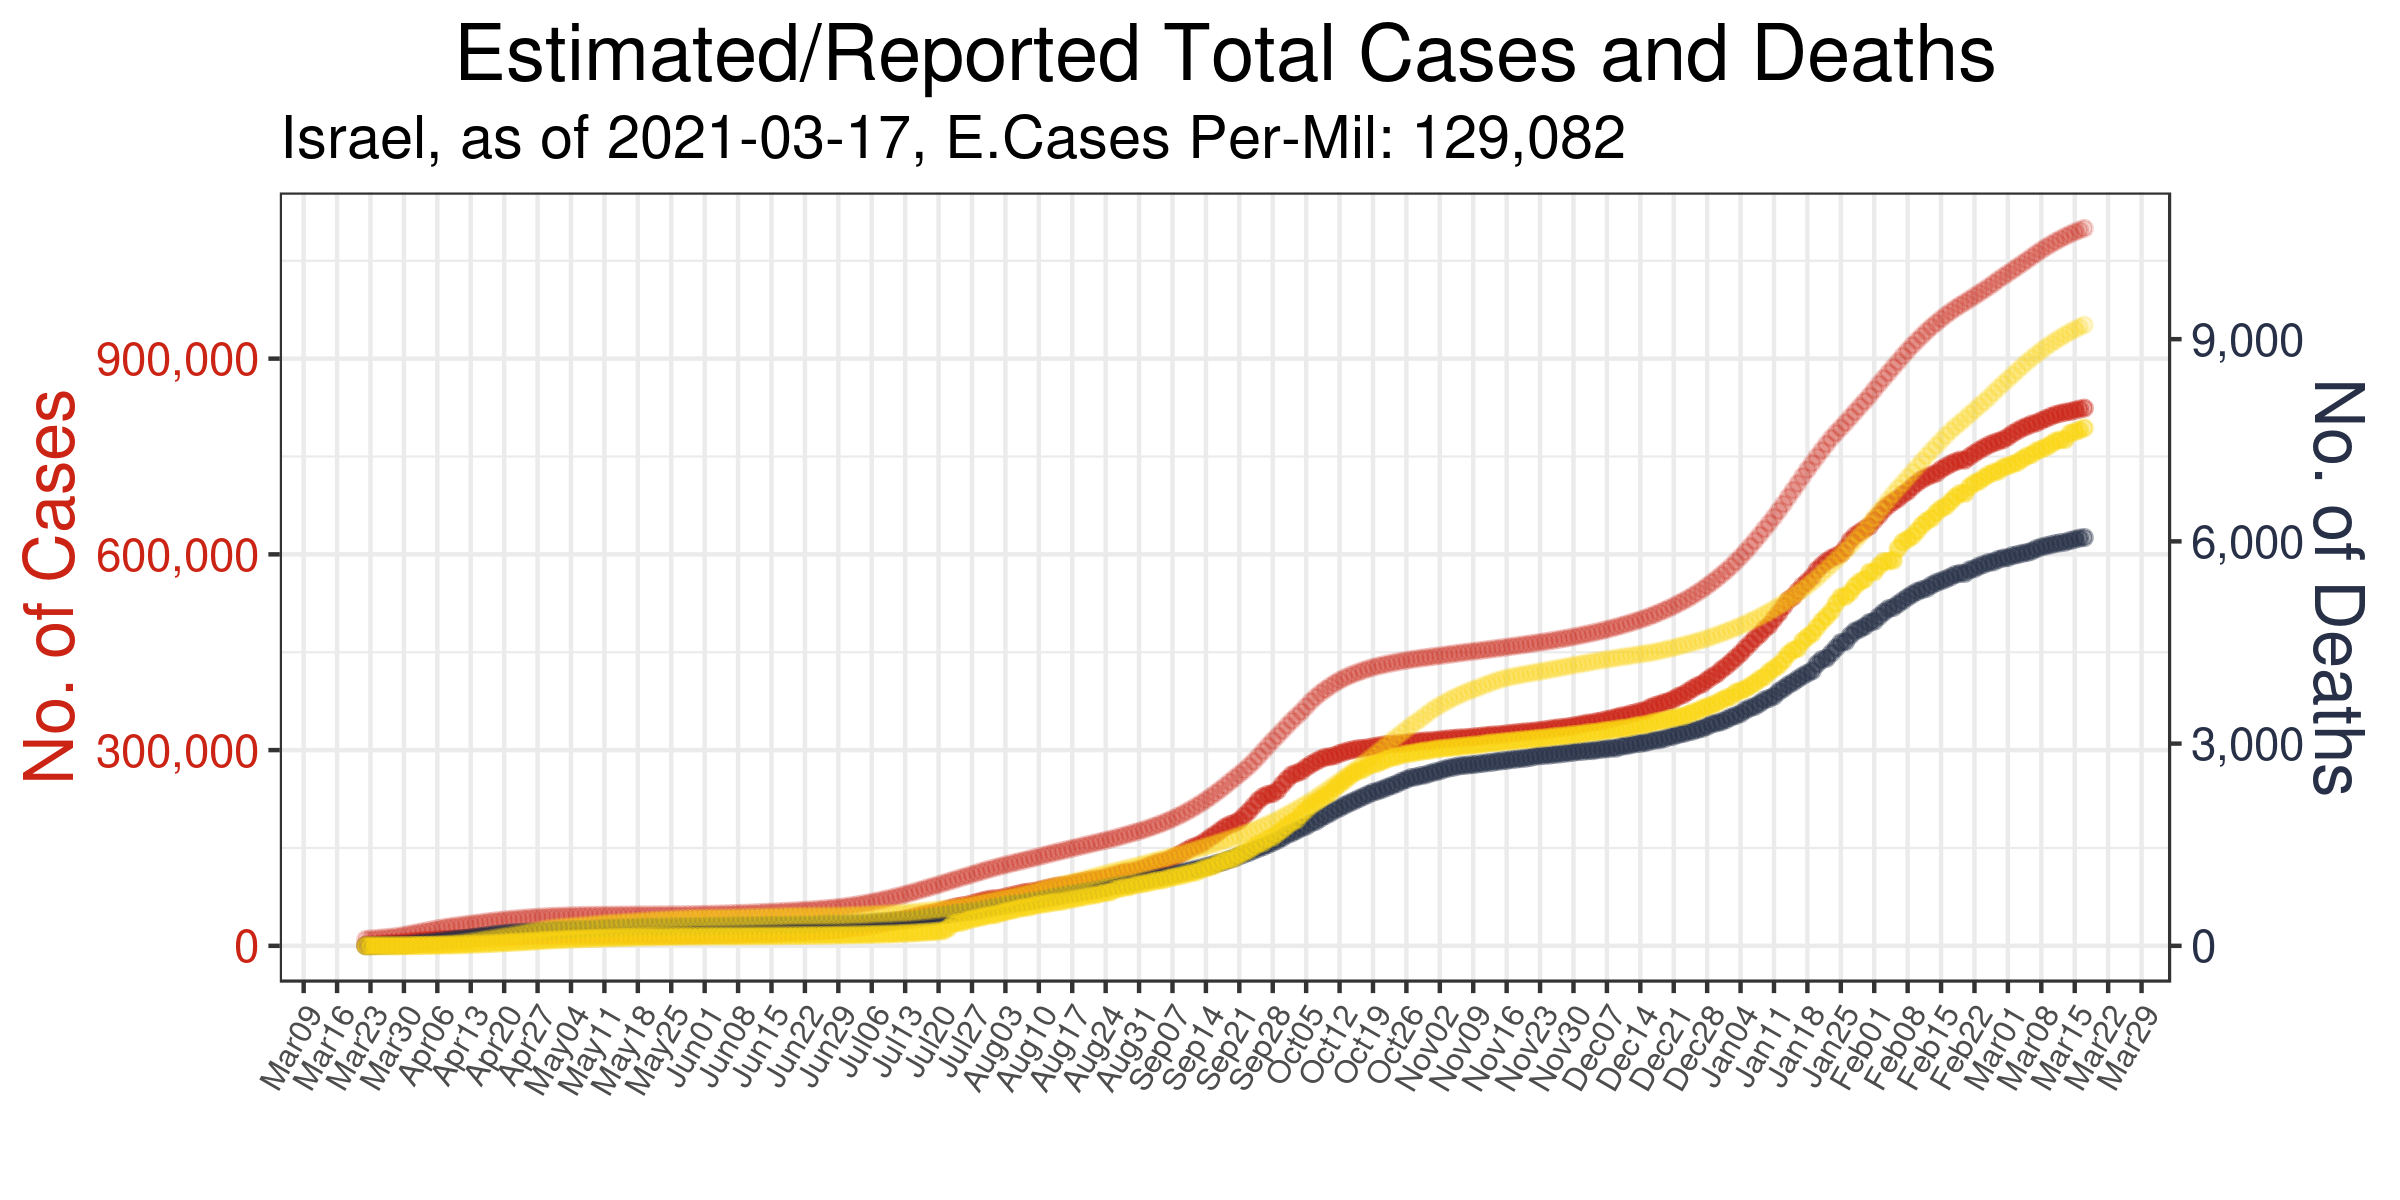 Estimated/Reported Total Cases and Deaths
Israel, as of 2021-03-17, E.Cases Per-Mil: 129,082
No. of Cases
900,000
600,000
300,000
0
9,000
6,000
3,000
0
No. of Deaths
Mar09
Mar16
Mar23
Mar30
Apr06
Apr13
Apr20
Apr27
May04
May11
May18
May25
Jun01
Jun08
Jun15
Jun22
Jun29
Jul06
Jul13
Jul20
Jul27
Aug03
Aug10
Aug17
Aug24
Aug31
Sep07
Sep14
Sep21
Sep28
Oct05
Oct12
Oct19
Oct26
Nov02
Nov09
Nov16
Nov23
Nov30
Dec07
Dec14
Dec21
Dec28
Jan04
Jan11
Jan18
Jan25
Feb01
Feb08
Feb15
Feb22
Mar01
Mar08
Mar15
Mar22
Mar29